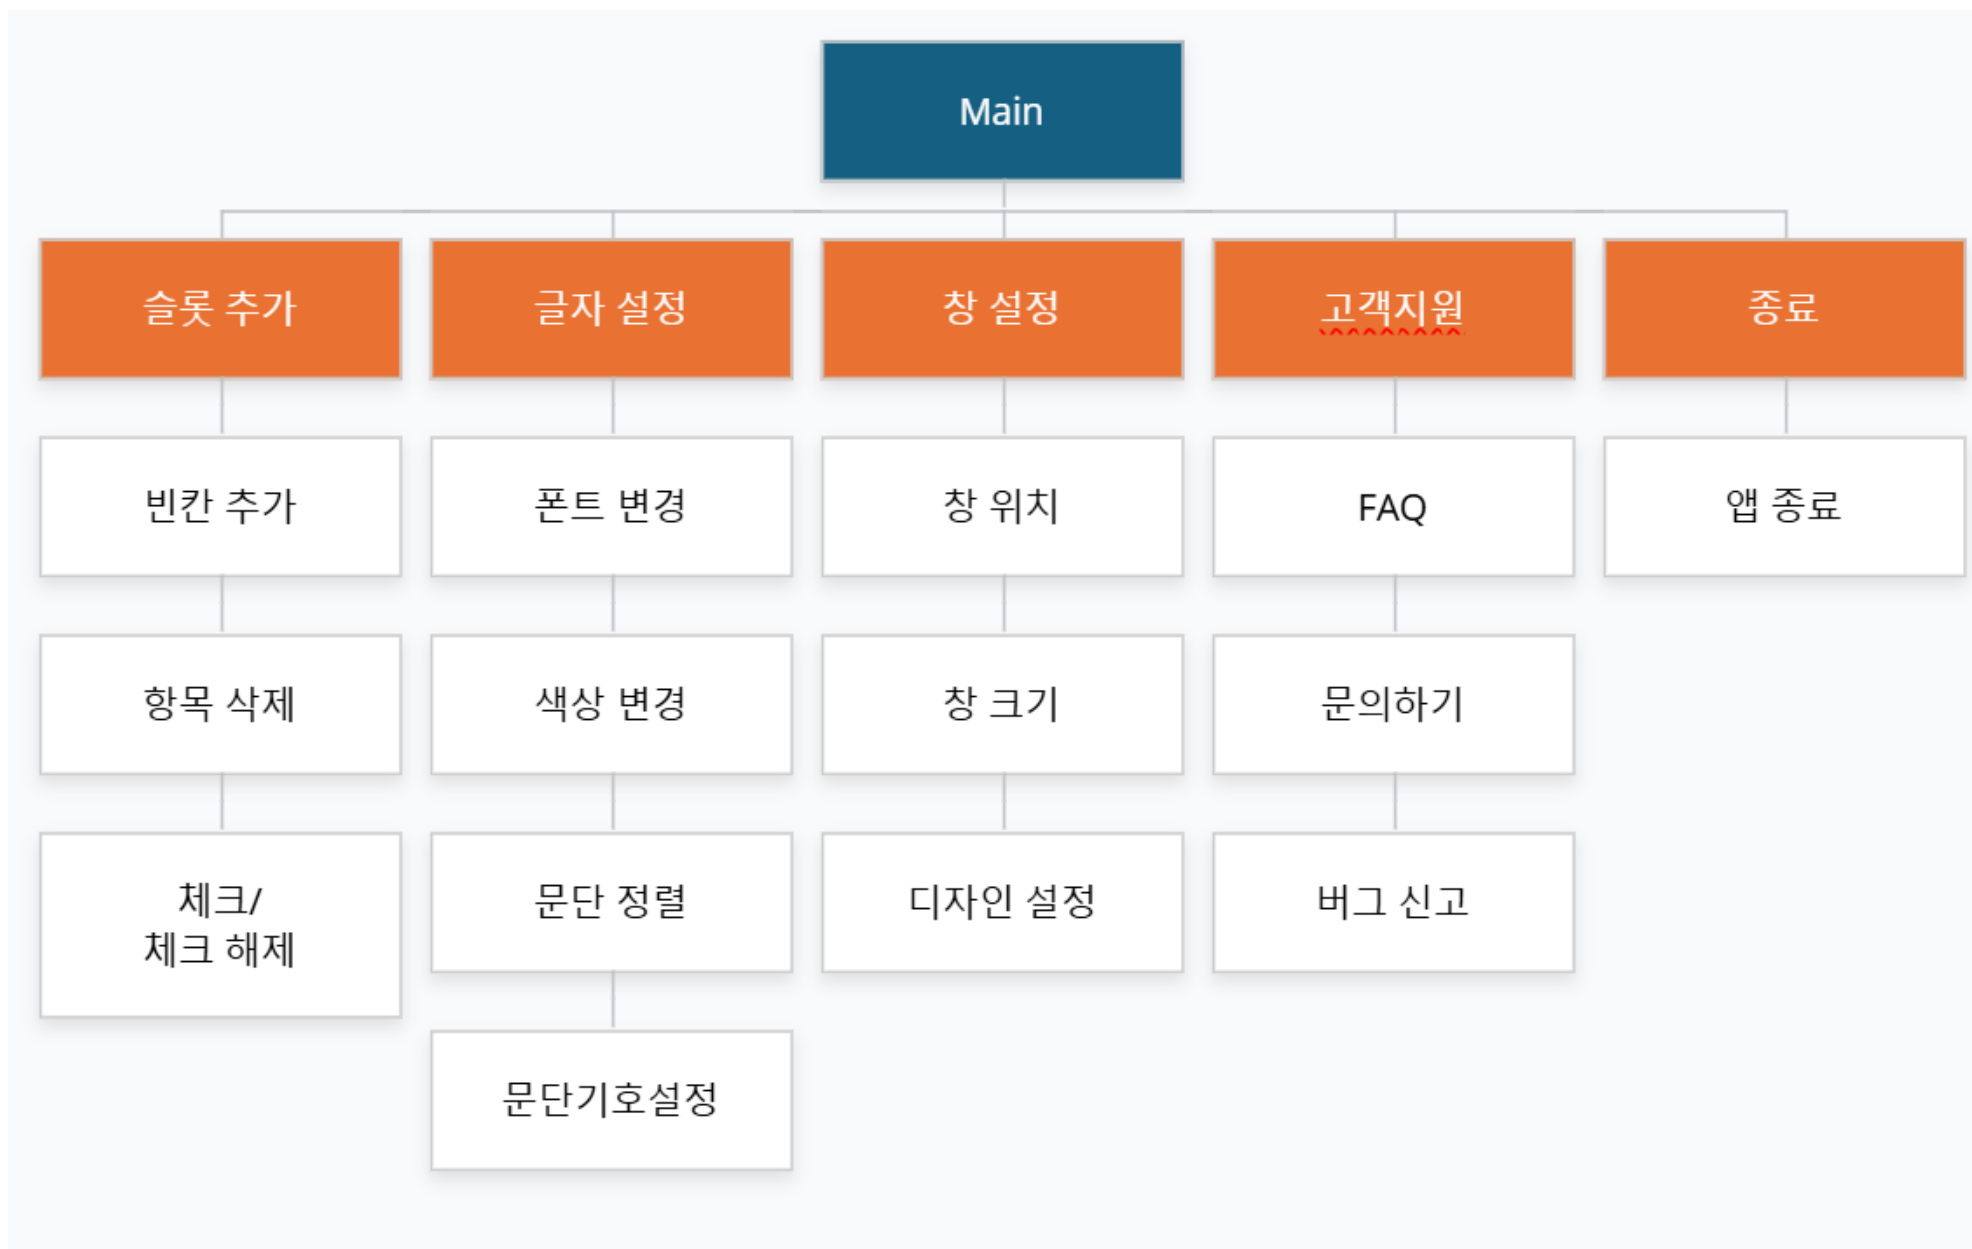 Main
슬롯 추가
글자 설정
창 설정
고객지원
종료
빈칸 추가
폰트 변경
창 위치
FAQ
앱 종료
항목 삭제
색상 변경
창 크기
문의하기
체크/
체크 해제
문단 정렬
디자인 설정
버그 신고
문단기호설정